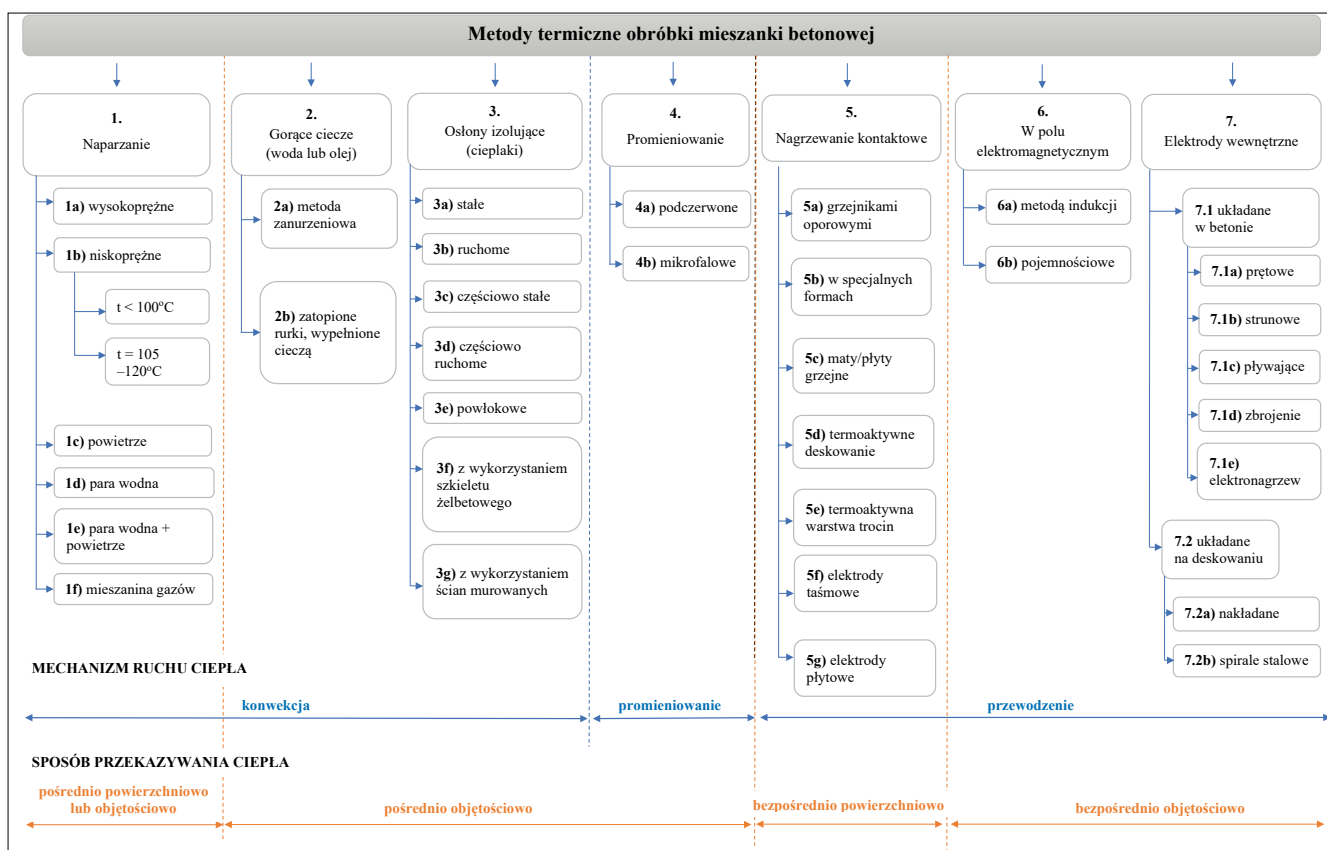 Metody termiczne obróbki mieszanki betonowej
1.
Naparzanie
1a) wysokoprężne
1b) niskoprężne
t < 100°C
t = 105
–120°C
1c) powietrze
1d) para wodna
1e) para wodna +
powietrze
1f) mieszanina gazów
2.
Gorące ciecze
(woda lub olej)
2a) metoda
zanurzeniowa
2b) zatopione
rurki, wypełnione
cieczą
3.
Osłony izolujące
(cieplaki)
3a) stałe
3b) ruchome
3c) częściowo stałe
3d) częściowo
ruchome
3e) powłokowe
3f) z wykorzystaniem
szkieletu
żelbetowego
3g) z wykorzystaniem
ścian murowanych
4.
Promieniowanie
4a) podczerwone
4b) mikrofalowe
5.
Nagrzewanie kontaktowe
5a) grzejnikami
oporowymi
5b) w specjalnych
formach
5c) maty/płyty
grzejne
5d) termoaktywne
deskowanie
5e) termoaktywna
warstwa trocin
5f) elektrody
taśmowe
5g) elektrody
płytowe
6.
W polu
elektromagnetycznym
6a) metodą indukcji
6b) pojemnościowe
7.
Elektrody wewnętrzne
7.1 układane
w betonie
7.1a) prętowe
7.1b) strunowe
7.1c) pływające
7.1d) zbrojenie
7.1e)
elektronagrzew
7.2 układane
na deskowaniu
7.2a) nakładane
7.2b) spirale stalowe
MECHANIZM RUCHU CIEPŁA
konwekcja
promieniowanie
przewodzenie
SPOSÓB PRZEKAZYWANIA CIEPŁA
pośrednio powierzchniowo
lub objętościowo
pośrednio objętościowo
bezpośrednio powierzchniowo
bezpośrednio objętościowo